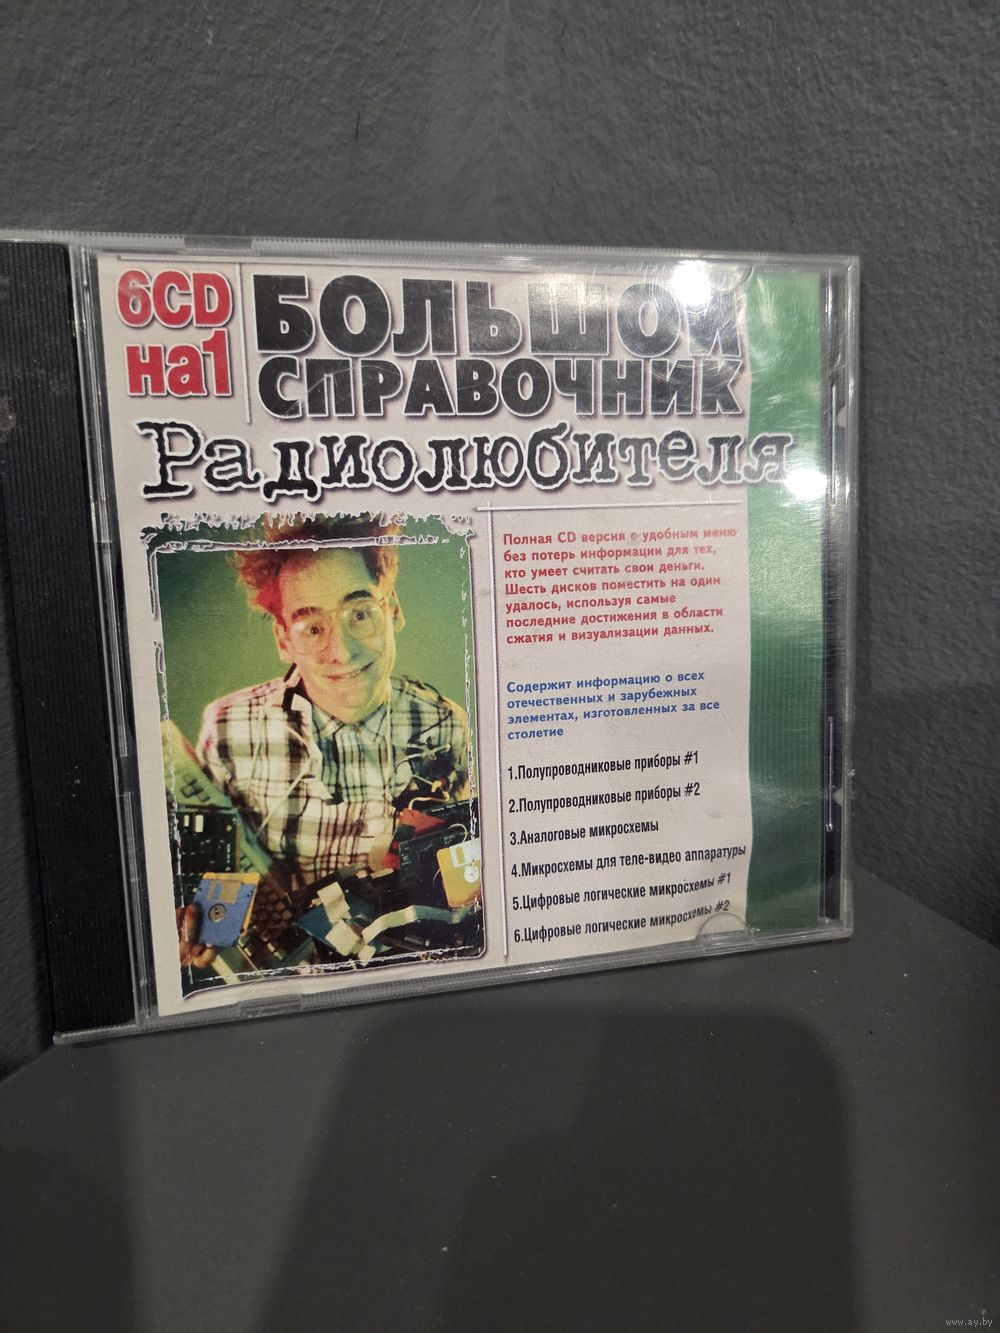 6CD
на1
БОЛЬШОЙ
СПРАВОЧНИК
Радиолюбителя
Полная CD версия с удобным меню
без потерь информации для тех,
кто умеет считать свои деньги.
Шесть дисков поместить на один
удалось, используя самые
последние достижения в области
сжатия и визуализации данных.
Содержит информацию о всех
отечественных и зарубежных
элементах, изготовленных за все
столетие
1.Полупроводниковые приборы #1
2.Полупроводниковые приборы #2
3.Аналоговые микросхемы
4.Микросхемы для теле-видео аппаратуры
5.Цифровые логические микросхемы #1
6.Цифровые логические микросхемы #2
www.ay.by